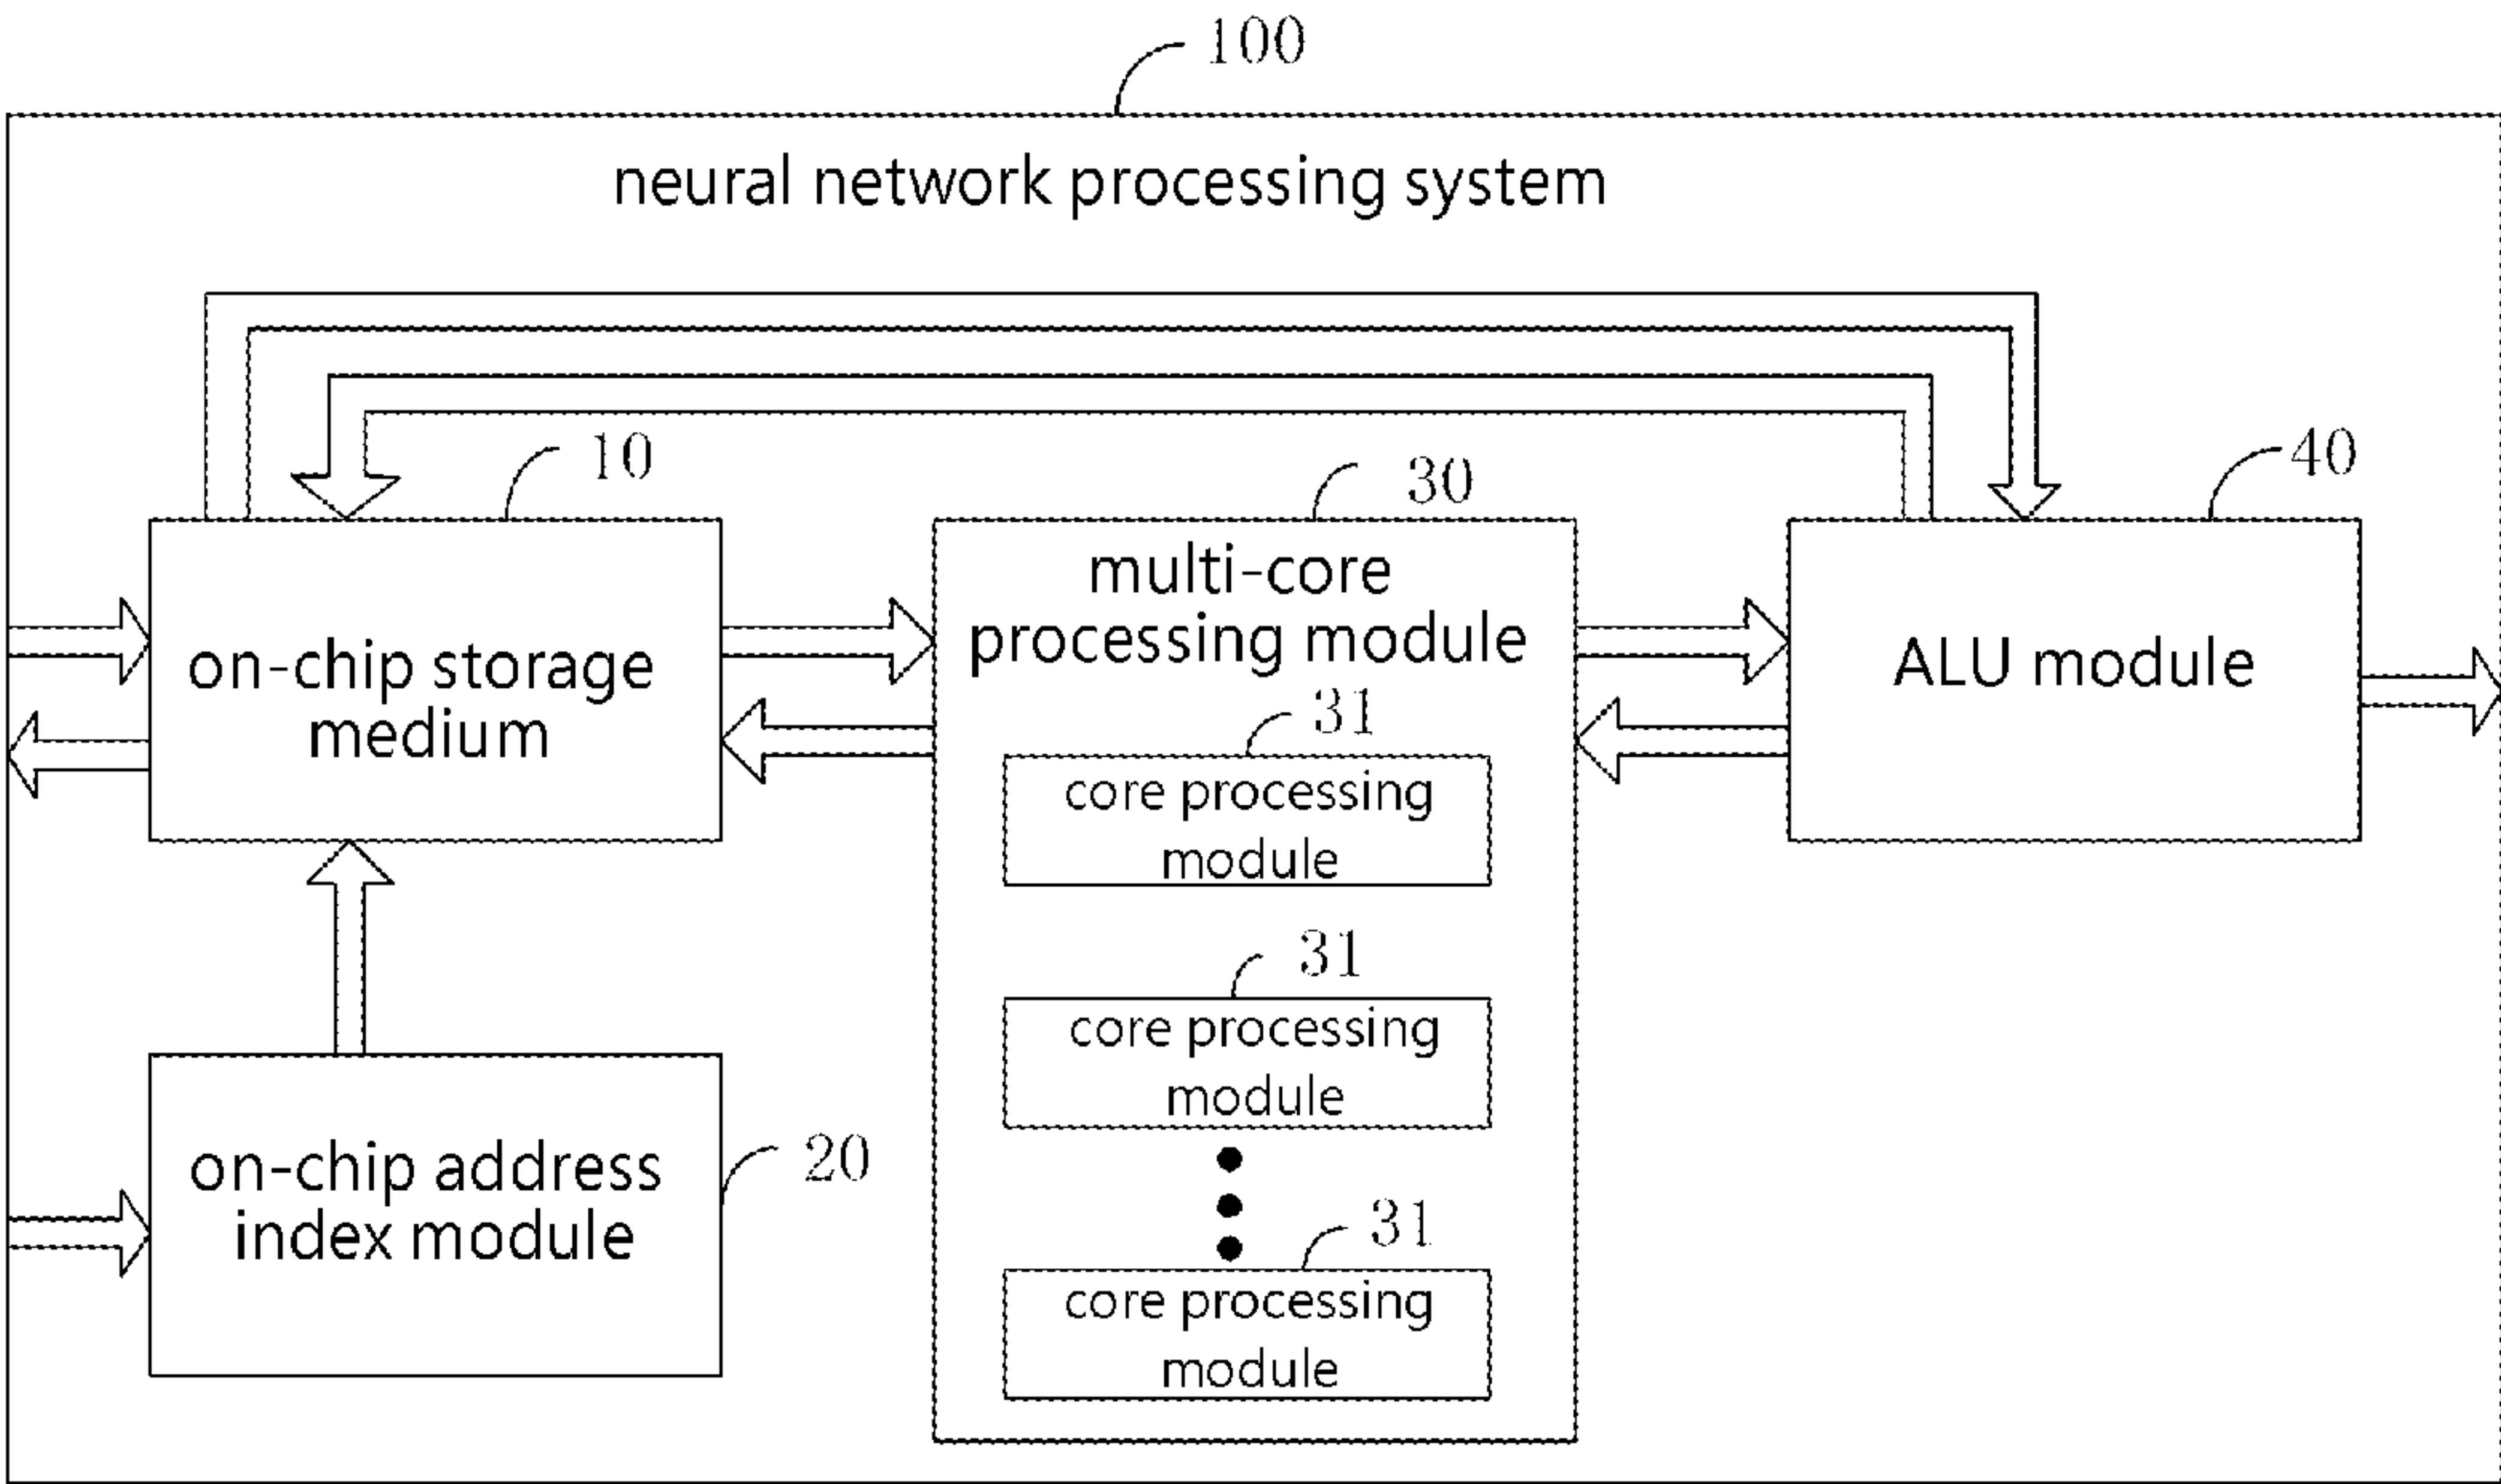 100
neural network processing system
10
30
40
multi-core
processing module
on-chip storage
medium
ALU module
31
core processing
module
31
core processing
module
on-chip address
index module
20
31
core processing
module